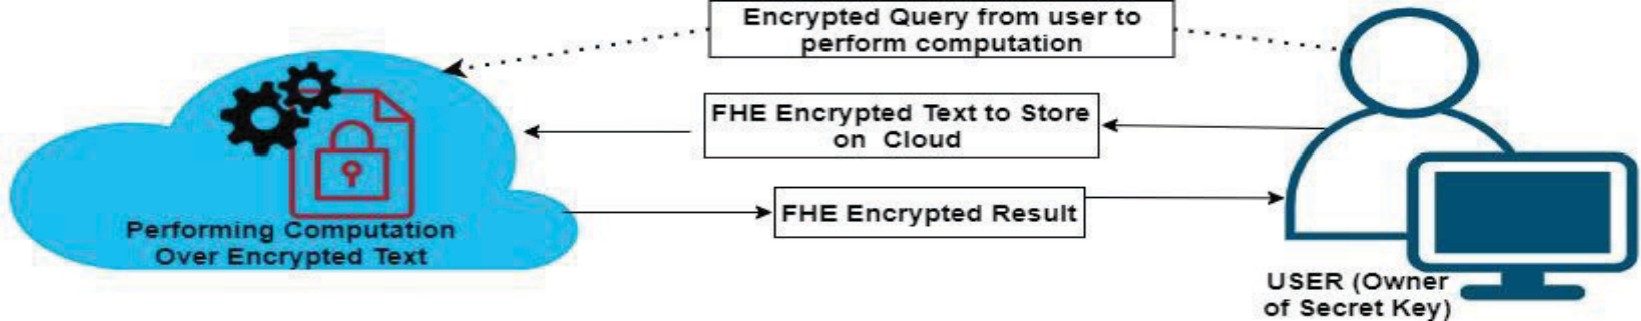 Encrypted Query from user to
perform computation
FHE Encrypted Text to Store
on Cloud
FHE Encrypted Result
Performing Computation
Over Encrypted Text
USER (Owner
of Secret Key)